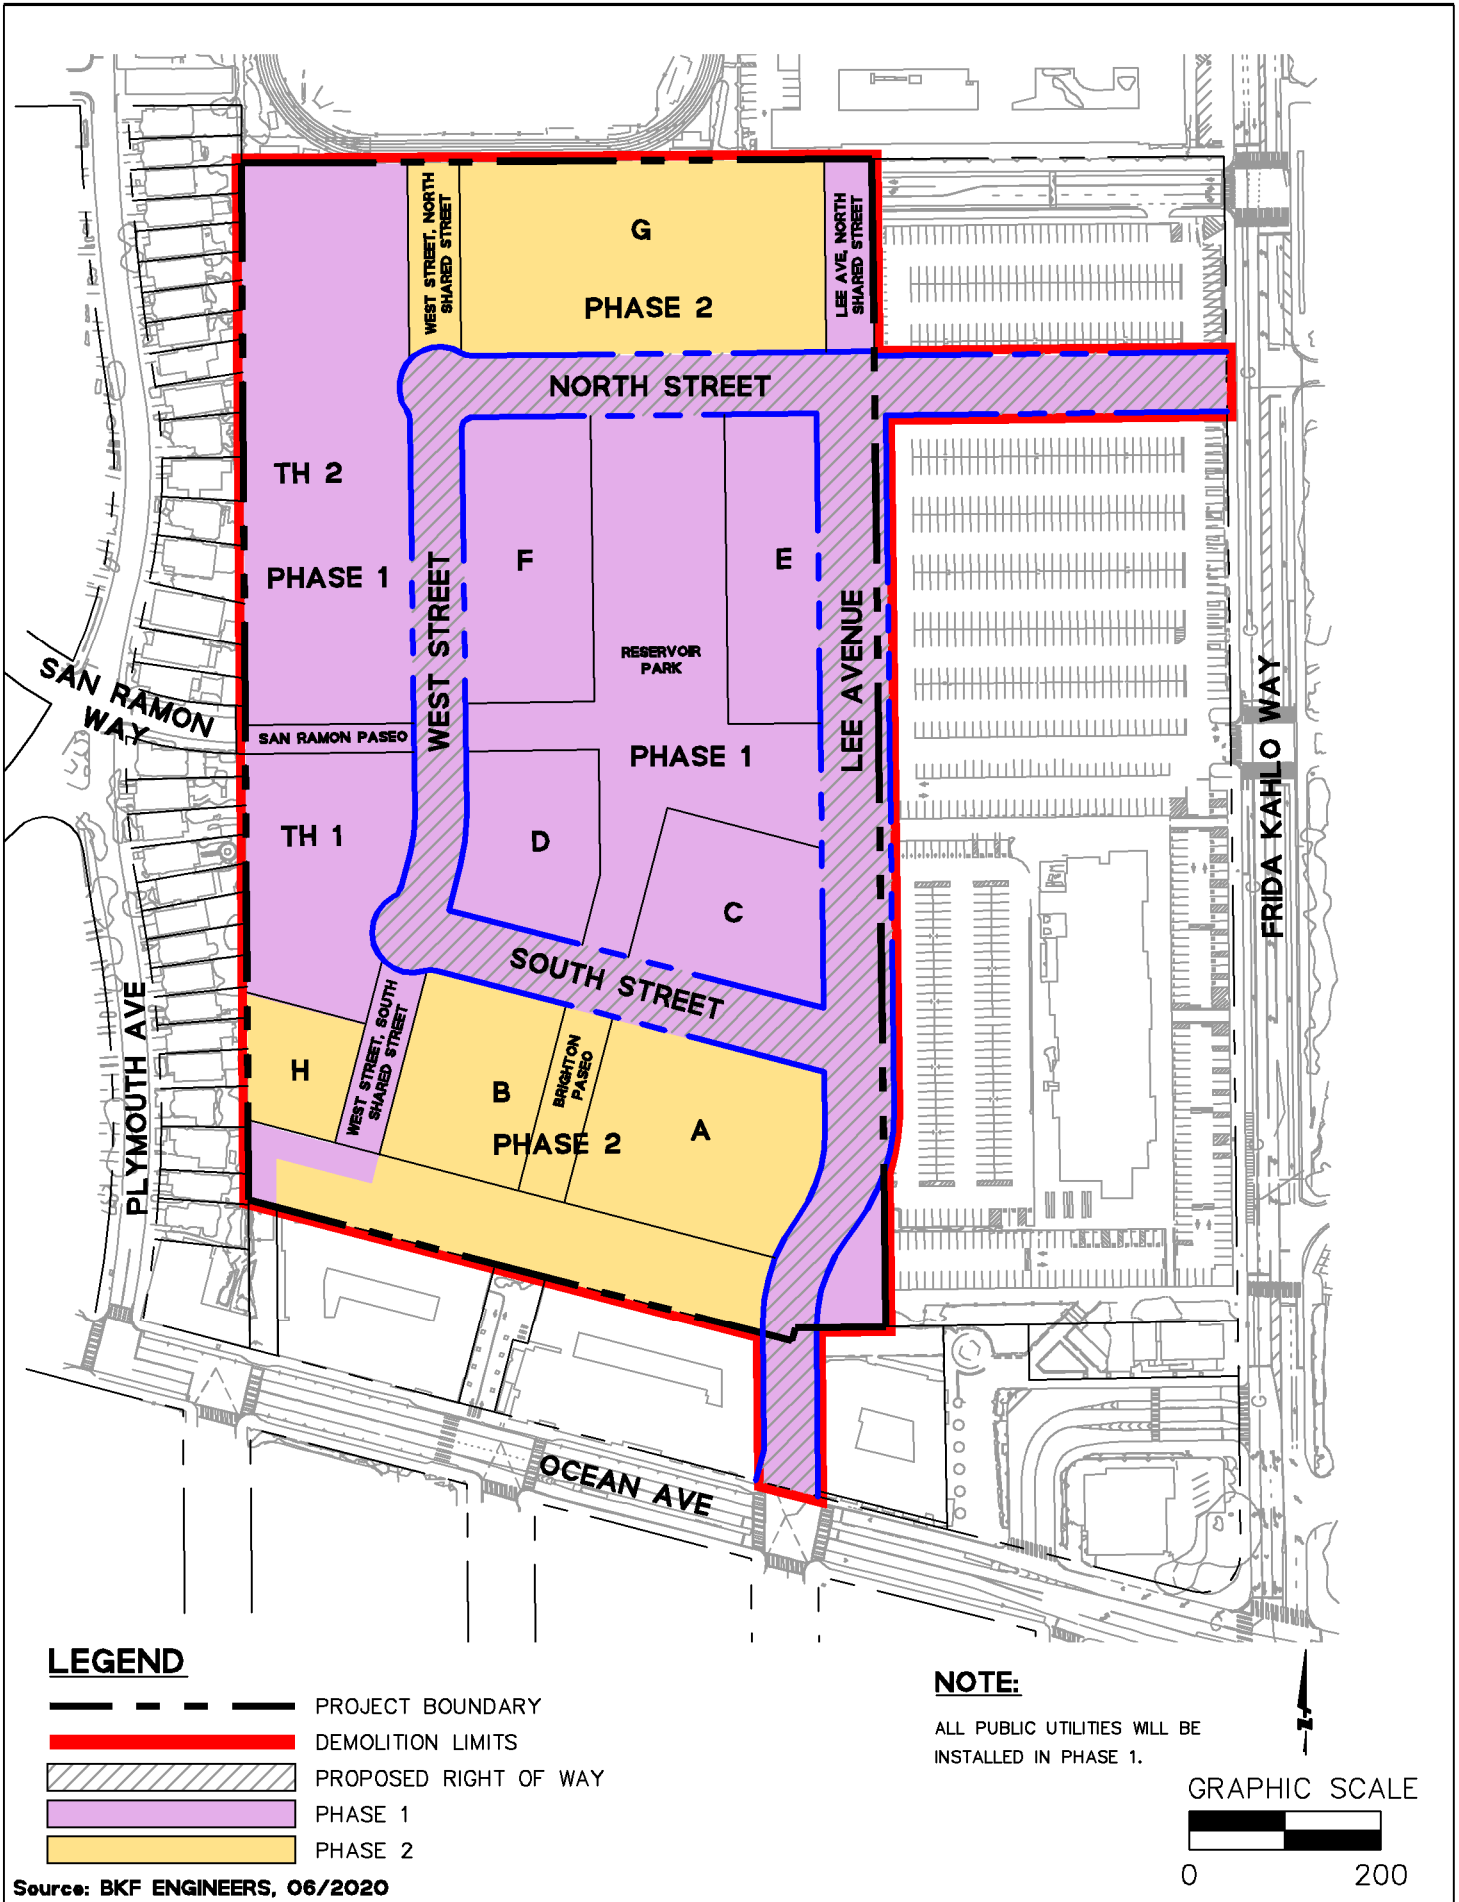 WEST STREET, NORTH
SHARED STREET
G
PHASE 2
LEE AVE, NORTH
SHARED STREET
NORTH STREET
TH 2
PHASE 1
F
E
WEST STREET
LEE AVENUE
RESERVOIR
PARK
SAN RAMON
WAY
SAN RAMON PASEO
PHASE 1
FRIDA KAHLO WAY
TH 1
D
C
SOUTH STREET
PLYMOUTH AVE
H
WEST STREET, SOUTH
SHARED STREET
B
BRIGHTON
PASEO
A
PHASE 2
OCEAN AVE
LEGEND
PROJECT BOUNDARY
DEMOLITION LIMITS
PROPOSED RIGHT OF WAY
PHASE 1
PHASE 2
Source: BKF ENGINEERS, 06/2020
NOTE:
ALL PUBLIC UTILITIES WILL BE
INSTALLED IN PHASE 1.
GRAPHIC SCALE
0 200